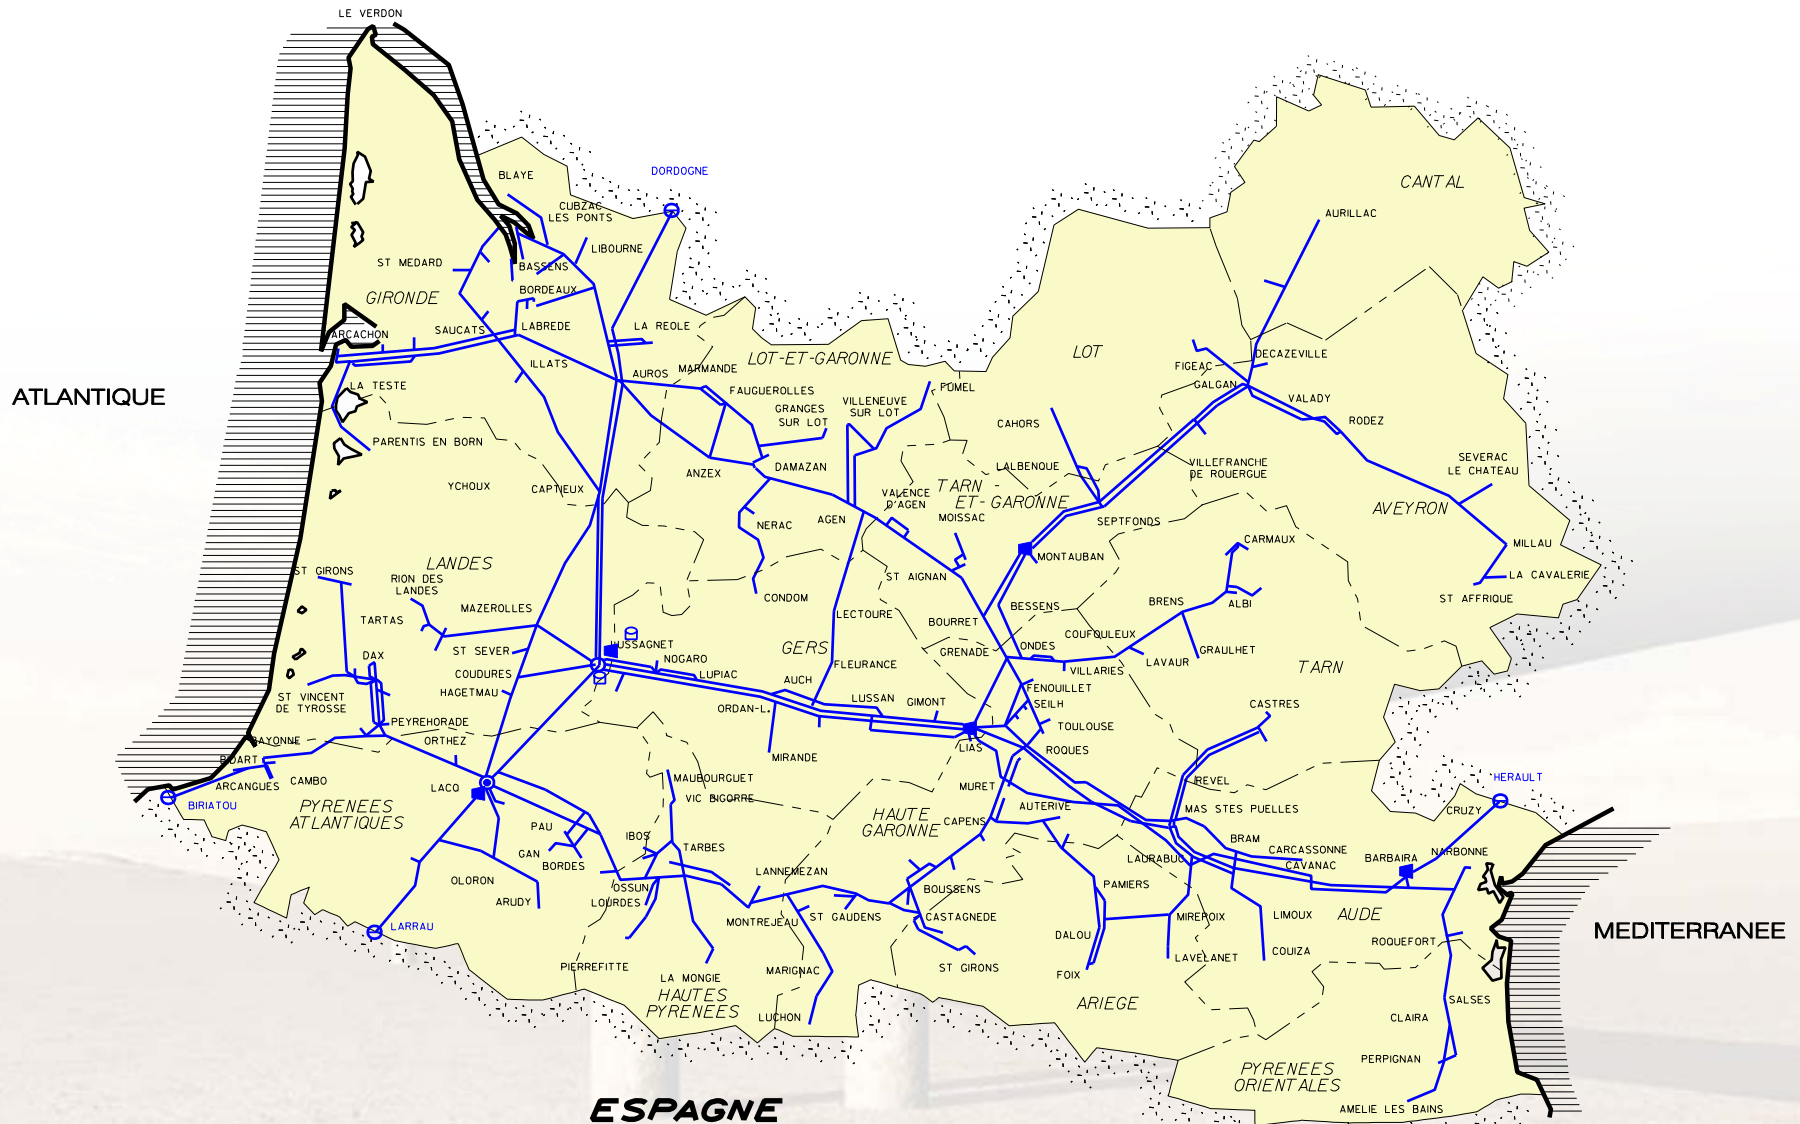 LE VERDON
BLAYE
DORDOGNE
CUBZAC
LES PONTS
LIBOURNE
ST MEDARD
BASSENS
BORDEAUX
GIRONDE
CANTAL
AURILLAC
ARCACHON
SAUCATS
LABREDE
LA REOLE
ILLATS
LOT-ET-GARONNE
LOT
DECAZEVILLE
FIGEAC
GALGAN
ATLANTIQUE
LA TESTE
AUROS
MARMANDE
FAUGUEROLLES
GRANGES
SUR LOT
VILLENEUVE
SUR LOT
FUMEL
VALADY
RODEZ
CAHORS
PARENTIS EN BORN
ANZEX
DAMAZAN
LALBENQUE
VILLEFRANCHE
DE ROUERGUE
SEVERAC
LE CHATEAU
YCHOUX
CAPTIEUX
VALENCE
D'AGEN
TARN -
ET-GARONNE
AVEYRON
NERAC
AGEN
MOISSAC
SEPTFONDS
CARMAUX
MILLAU
LANDES
MONTAUBAN
ST GIRONS
RION DES
LANDES
ST AIGNAN
LA CAVALERIE
CONDOM
ST AFFRIQUE
TARTAS
MAZEROLLES
LECTOURE
BESSENS
BRENS
ALBI
BOURRET
COUFOULEUX
DAX
ST SEVER
LUSSAGNET
NOGARO
GERS
GRENADE
ONDES
GRAULHET
COUDURES
LUPIAC
FLEURANCE
VILLARIES
LAVAUR
TARN
HAGETMAU
AUCH
FENOUILLET
ST VINCENT
DE TYROSSE
ORDAN-L.
LUSSAN
GIMONT
SEILH
CASTRES
PEYREHORADE
TOULOUSE
BAYONNE
ORTHEZ
LIAS
ROQUES
BIDART
MIRANDE
ARCANGUES
CAMBO
LACQ
MAUBOURGUET
MURET
REVEL
HERAULT
BIRIATOU
PYRENEES
ATLANTIQUES
VIC BIGORRE
HAUTE
GARONNE
AUTERIVE
MAS STES PUELLES
CRUZY
PAU
IBOS
CAPENS
BRAM
GAN
BORDES
TARBES
LAURABUC
CARCASSONNE
CAVANAC
BARBAIRA
NARBONNE
OLORON
OSSUN
LANNEMEZAN
BOUSSENS
PAMIERS
ARUDY
LOURDES
MONTREJEAU
ST GAUDENS
CASTAGNEDE
MIREPOIX
LIMOUX
AUDE
LARRAU
DALOU
ROQUEFORT
MEDITERRANEE
PIERREFITTE
LA MONGIE
MARIGNAC
ST GIRONS
FOIX
LAVELANET
COUIZA
HAUTES
PYRENEES
LUCHON
ARIEGE
SALSES
CLAIRA
PERPIGNAN
PYRENEES
ORIENTALES
AMELIE LES BAINS
ESPAGNE